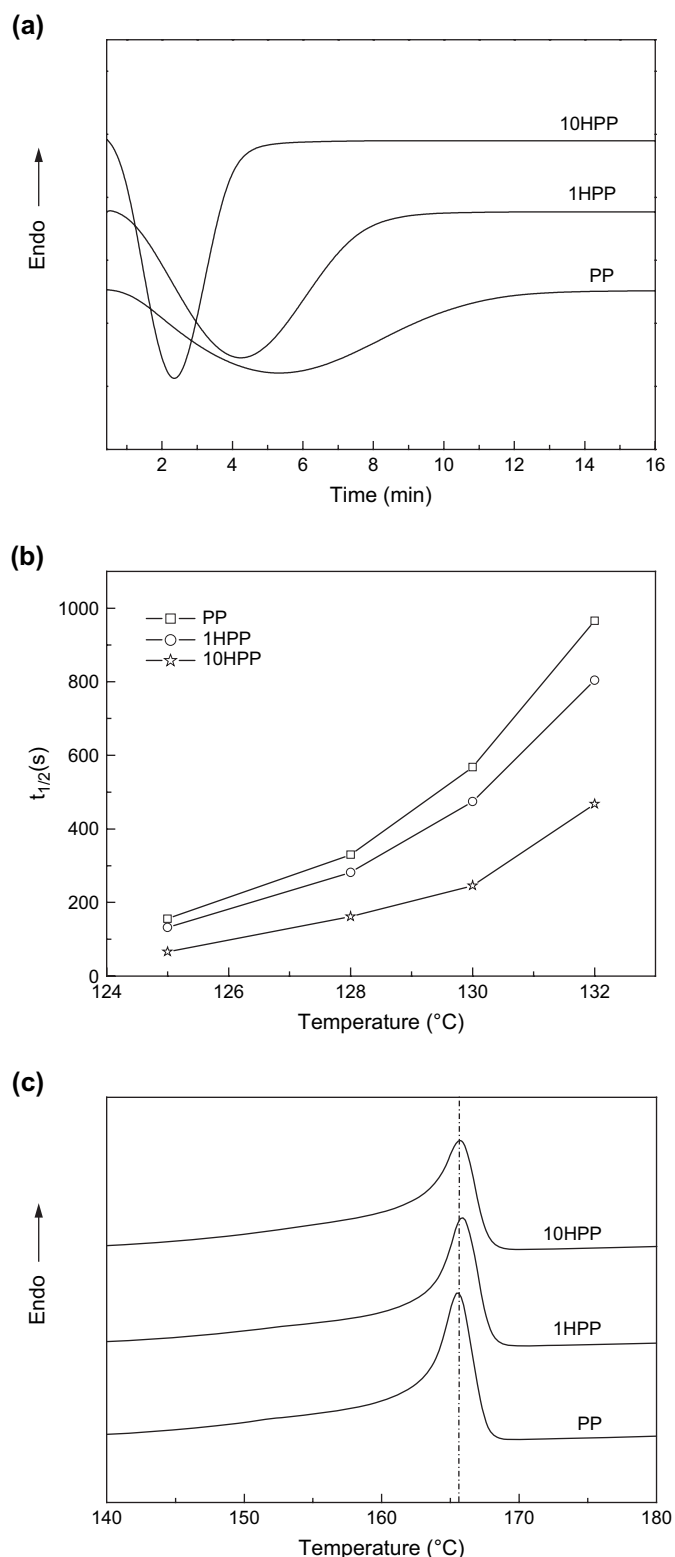 (a)
10HPP
1HPP
PP
Endo
2 4 6 8 10 12 14 16
Time (min)
(b)
1000
800
600
400
200
0
PP
1HPP
10HPP
t1/2(s)
124 126 128 130 132
Temperature (°C)
(c)
10HPP
1HPP
PP
Endo
140 150 160 170 180
Temperature (°C)